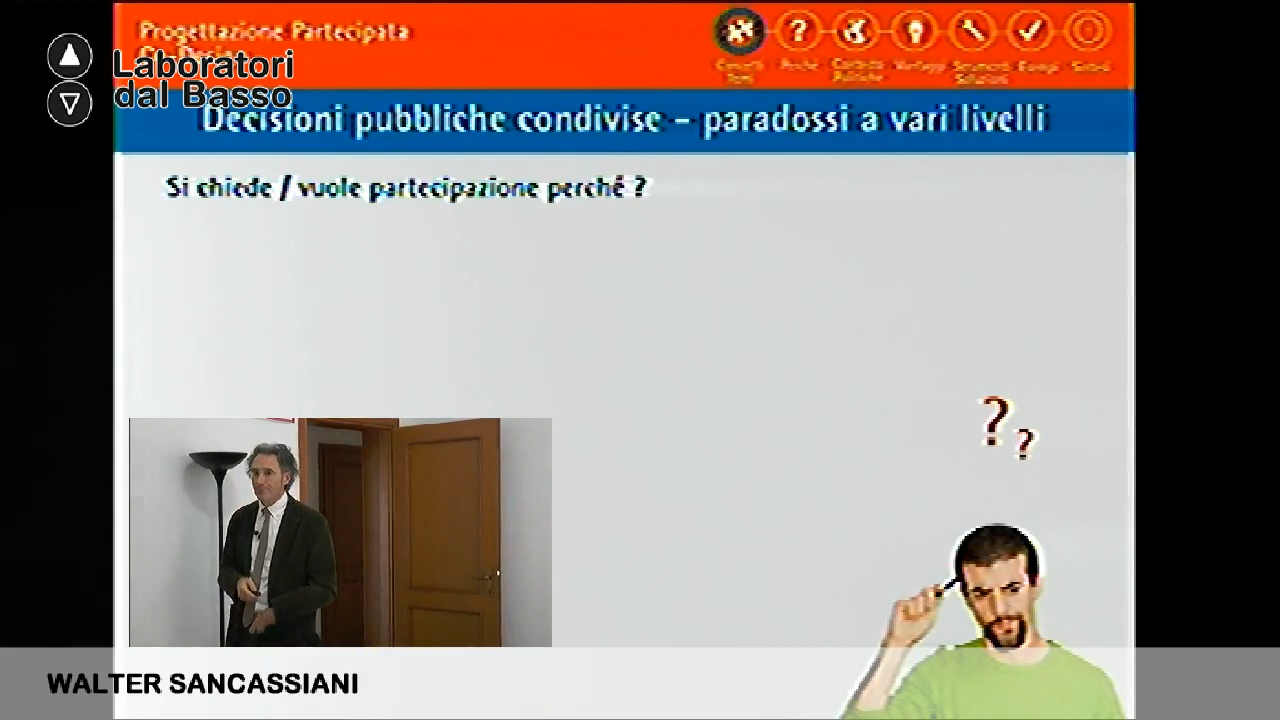 Progettazione Partecipata
Laboratori
dal Basso
Decisioni pubbliche condivise – paradossi a vari livelli
Si chiede / vuole partecipazione perché ?
? ?
WALTER SANCASSIANI